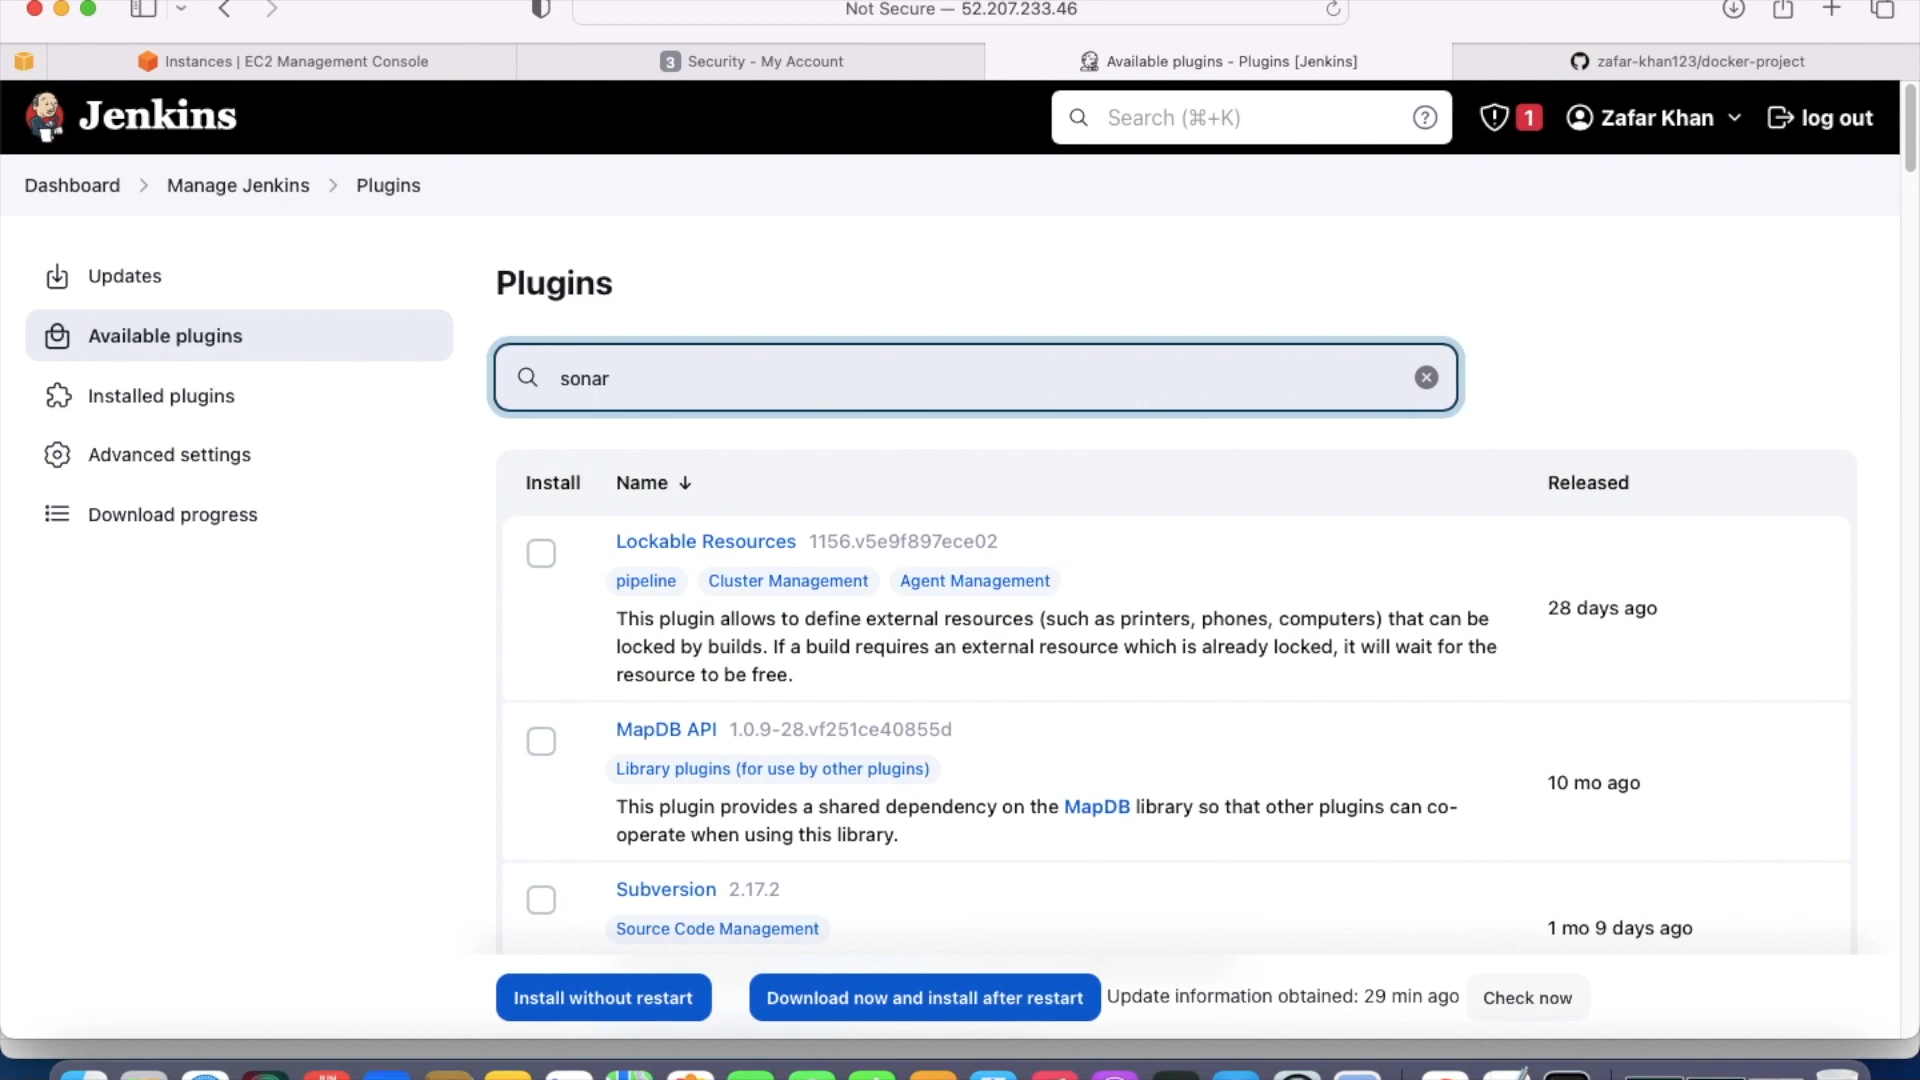 Not Secure — 52.207.233.46
Instances | EC2 Management Console
3 Security - My Account
Available plugins - Plugins [Jenkins]
zafar-khan123/docker-project
Jenkins
Search (⌘+K)
?
1
Zafar Khan
log out
Dashboard
Manage Jenkins
Plugins
Updates
Available plugins
Installed plugins
Advanced settings
Download progress
Plugins
sonar
Install
Name ↓
Released
Lockable Resources 1156.v5e9f897ece02
pipeline
Cluster Management
Agent Management
This plugin allows to define external resources (such as printers, phones, computers) that can be
locked by builds. If a build requires an external resource which is already locked, it will wait for the
resource to be free.
28 days ago
MapDB API 1.0.9-28.vf251ce40855d
Library plugins (for use by other plugins)
This plugin provides a shared dependency on the MapDB library so that other plugins can co-
operate when using this library.
10 mo ago
Subversion 2.17.2
Source Code Management
1 mo 9 days ago
Install without restart
Download now and install after restart
Update information obtained: 29 min ago
Check now